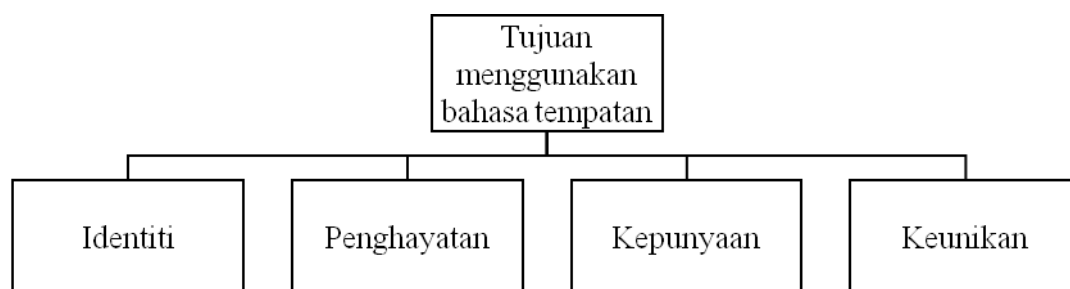 Tujuan
menggunakan
bahasa tempatan
Identiti
Penghayatan
Kepunyaan
Keunikan